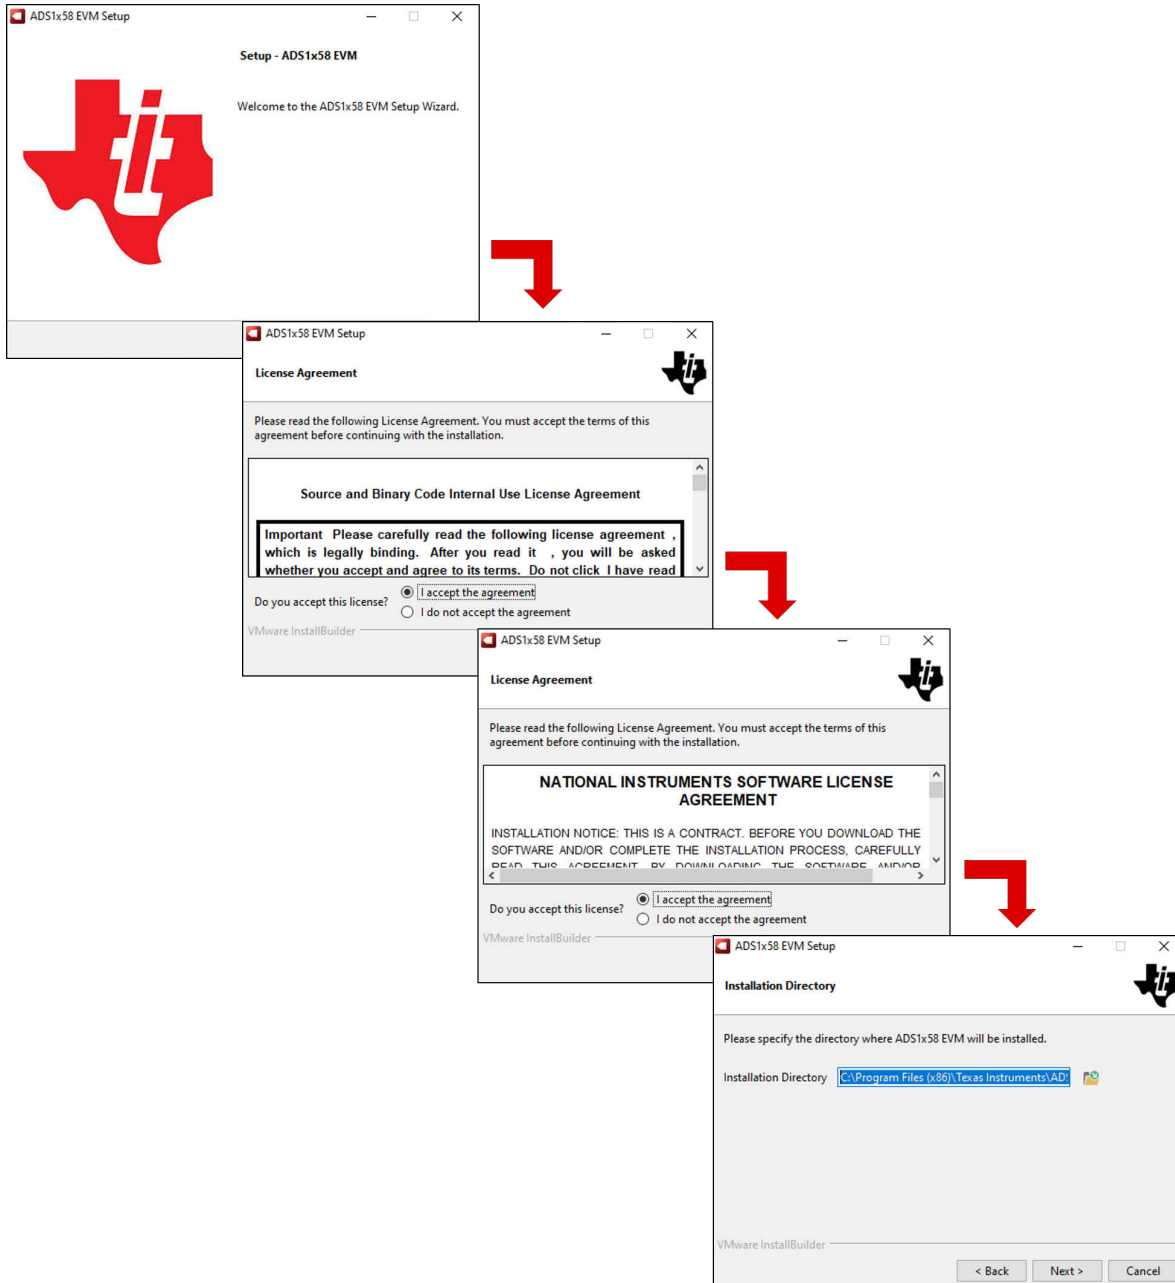 ADS1x58 EVM Setup
Setup - ADS1x58 EVM
Welcome to the ADS1x58 EVM Setup Wizard.
ADS1x58 EVM Setup
License Agreement
Please read the following License Agreement. You must accept the terms of this
agreement before continuing with the installation.
Source and Binary Code Internal Use License Agreement
Important Please carefully read the following license agreement ,
which is legally binding. After you read it , you will be asked
whether you accept and agree to its terms. Do not click I have read
Do you accept this license?
I accept the agreement
I do not accept the agreement
VMware InstallBuilder
ADS1x58 EVM Setup
License Agreement
Please read the following License Agreement. You must accept the terms of this
agreement before continuing with the installation.
NATIONAL INSTRUMENTS SOFTWARE LICENSE
AGREEMENT
INSTALLATION NOTICE: THIS IS A CONTRACT. BEFORE YOU DOWNLOAD THE
SOFTWARE AND/OR COMPLETE THE INSTALLATION PROCESS, CAREFULLY
READ THIS AGREEMENT. BY DOWNLOADING THE SOFTWARE AND/OR
Do you accept this license?
I accept the agreement
I do not accept the agreement
VMware InstallBuilder
ADS1x58 EVM Setup
Installation Directory
Please specify the directory where ADS1x58 EVM will be installed.
Installation Directory C:\Program Files (x86)\Texas Instruments\AD
VMware InstallBuilder
< Back Next > Cancel